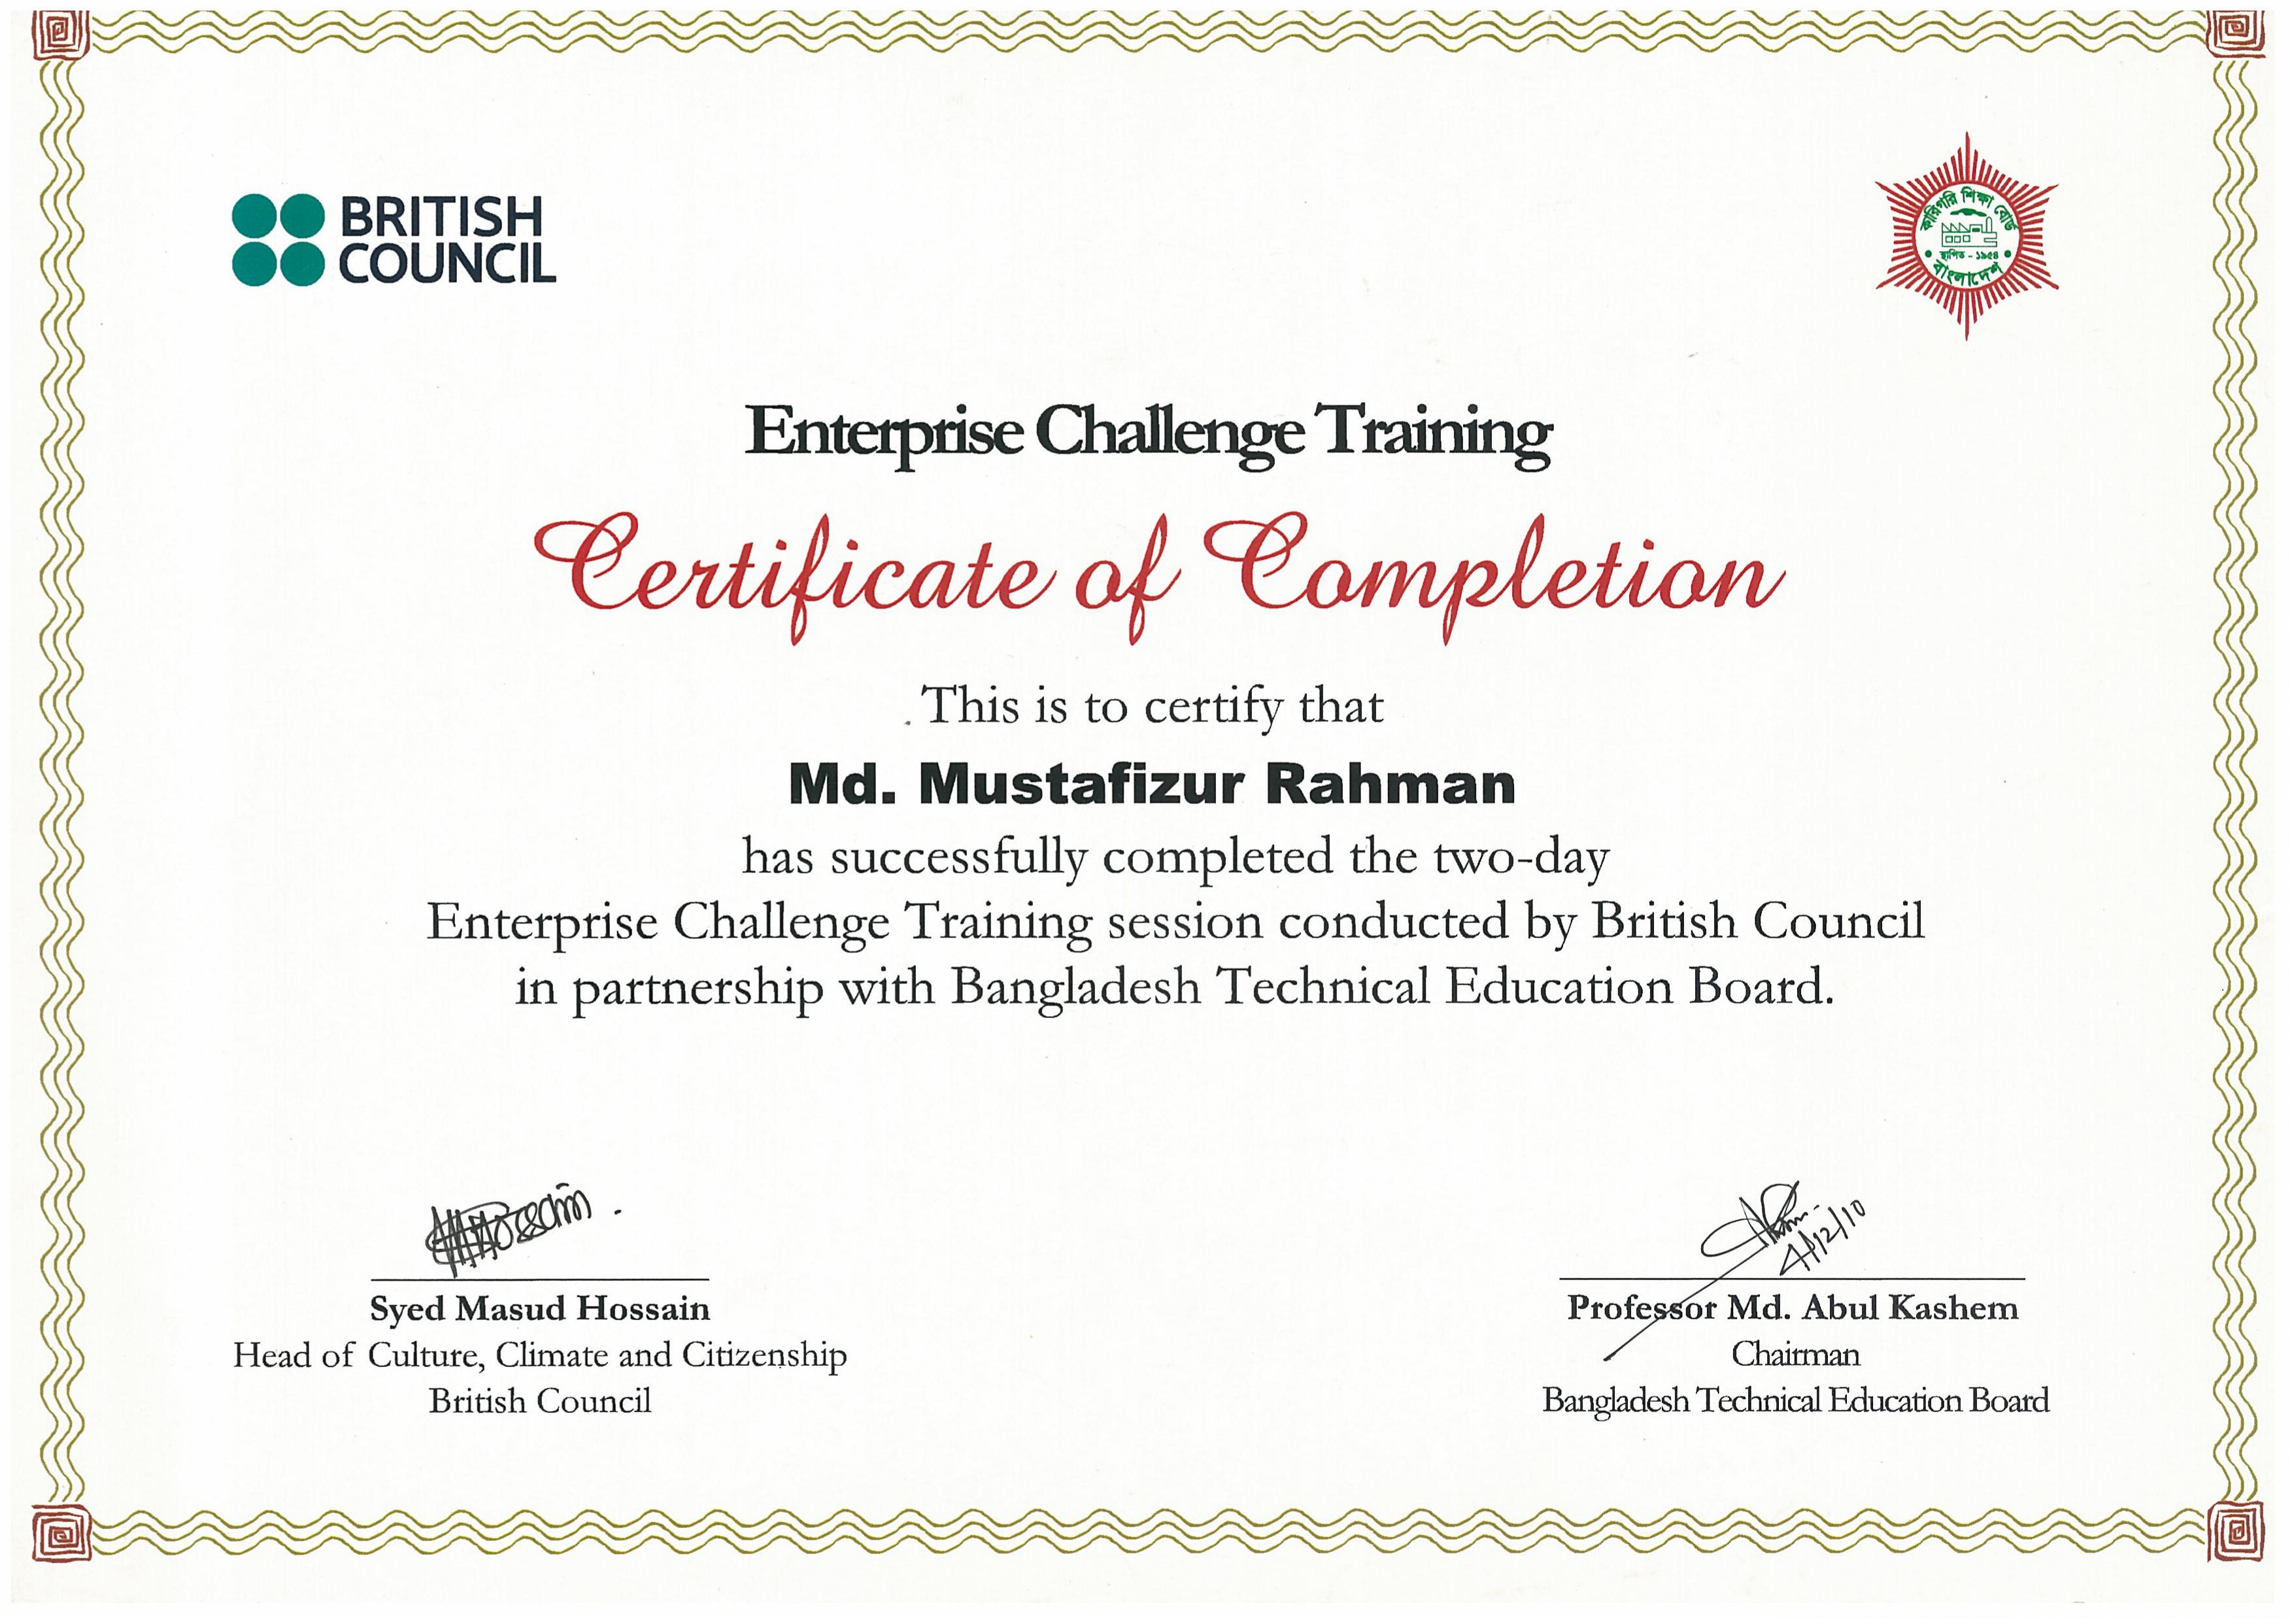 BRITISH
COUNCIL
কারিগরি শিক্ষা বোর্ড
স্থাপিত - ১৯৫৪
বাংলাদেশ
Enterprise Challenge Training
Certificate of Completion
This is to certify that
Md. Mustafizur Rahman
has successfully completed the two-day
Enterprise Challenge Training session conducted by British Council
in partnership with Bangladesh Technical Education Board.
4/12/10
Syed Masud Hossain
Head of Culture, Climate and Citizenship
British Council
Professor Md. Abul Kashem
Chairman
Bangladesh Technical Education Board